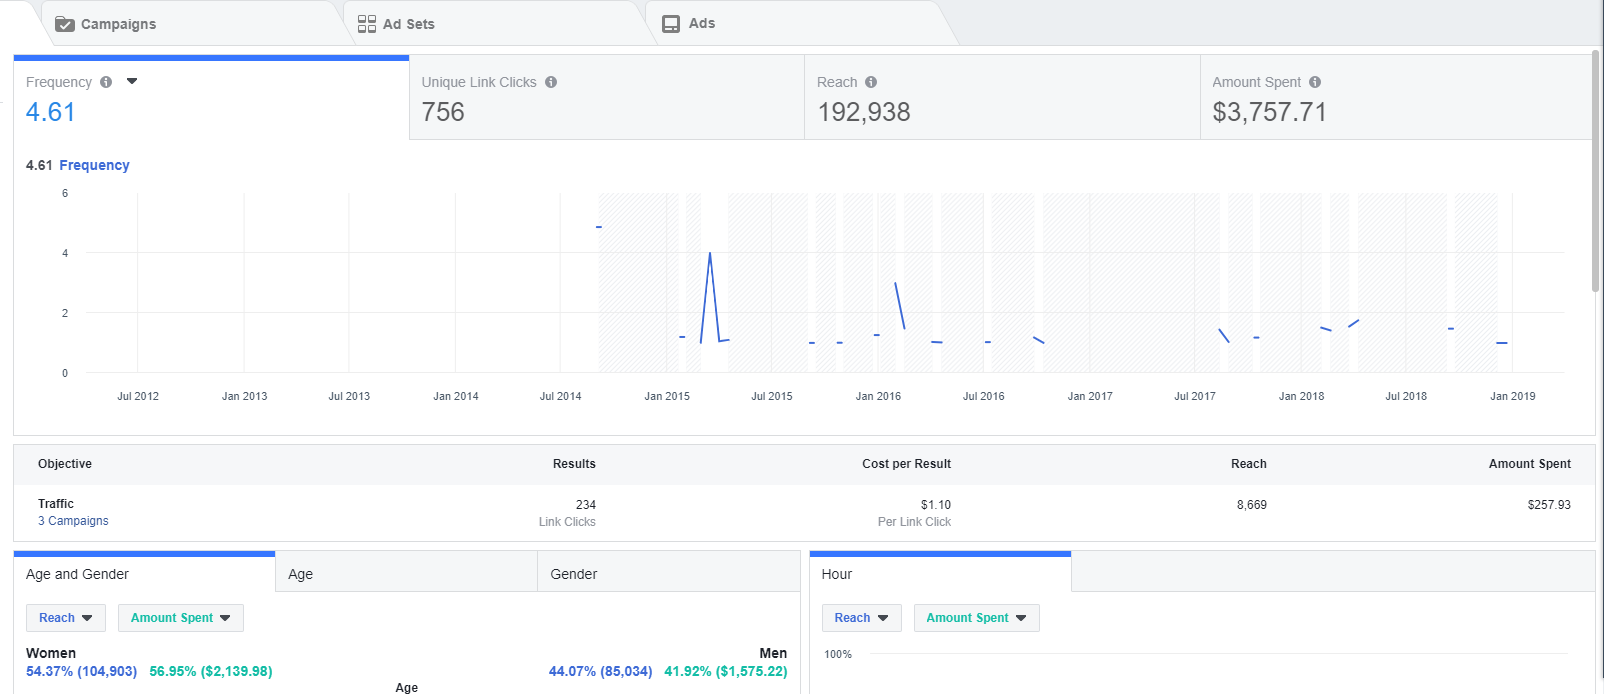 Campaigns
Ad Sets
Ads
Frequency
4.61
Unique Link Clicks
756
Reach
192,938
Amount Spent
$3,757.71
4.61 Frequency
6
4
2
0
Jul 2012 Jan 2013 Jul 2013 Jan 2014 Jul 2014 Jan 2015 Jul 2015 Jan 2016 Jul 2016 Jan 2017 Jul 2017 Jan 2018 Jul 2018 Jan 2019
Objective Results Cost per Result Reach Amount Spent
Traffic 234 $1.10 8,669 $257.93
3 Campaigns Link Clicks Per Link Click
Age and Gender Age Gender
Reach Amount Spent
Women Men
54.37% (104,903) 56.95% ($2,139.98) 44.07% (85,034) 41.92% ($1,575.22)
Age
Hour
Reach Amount Spent
100%